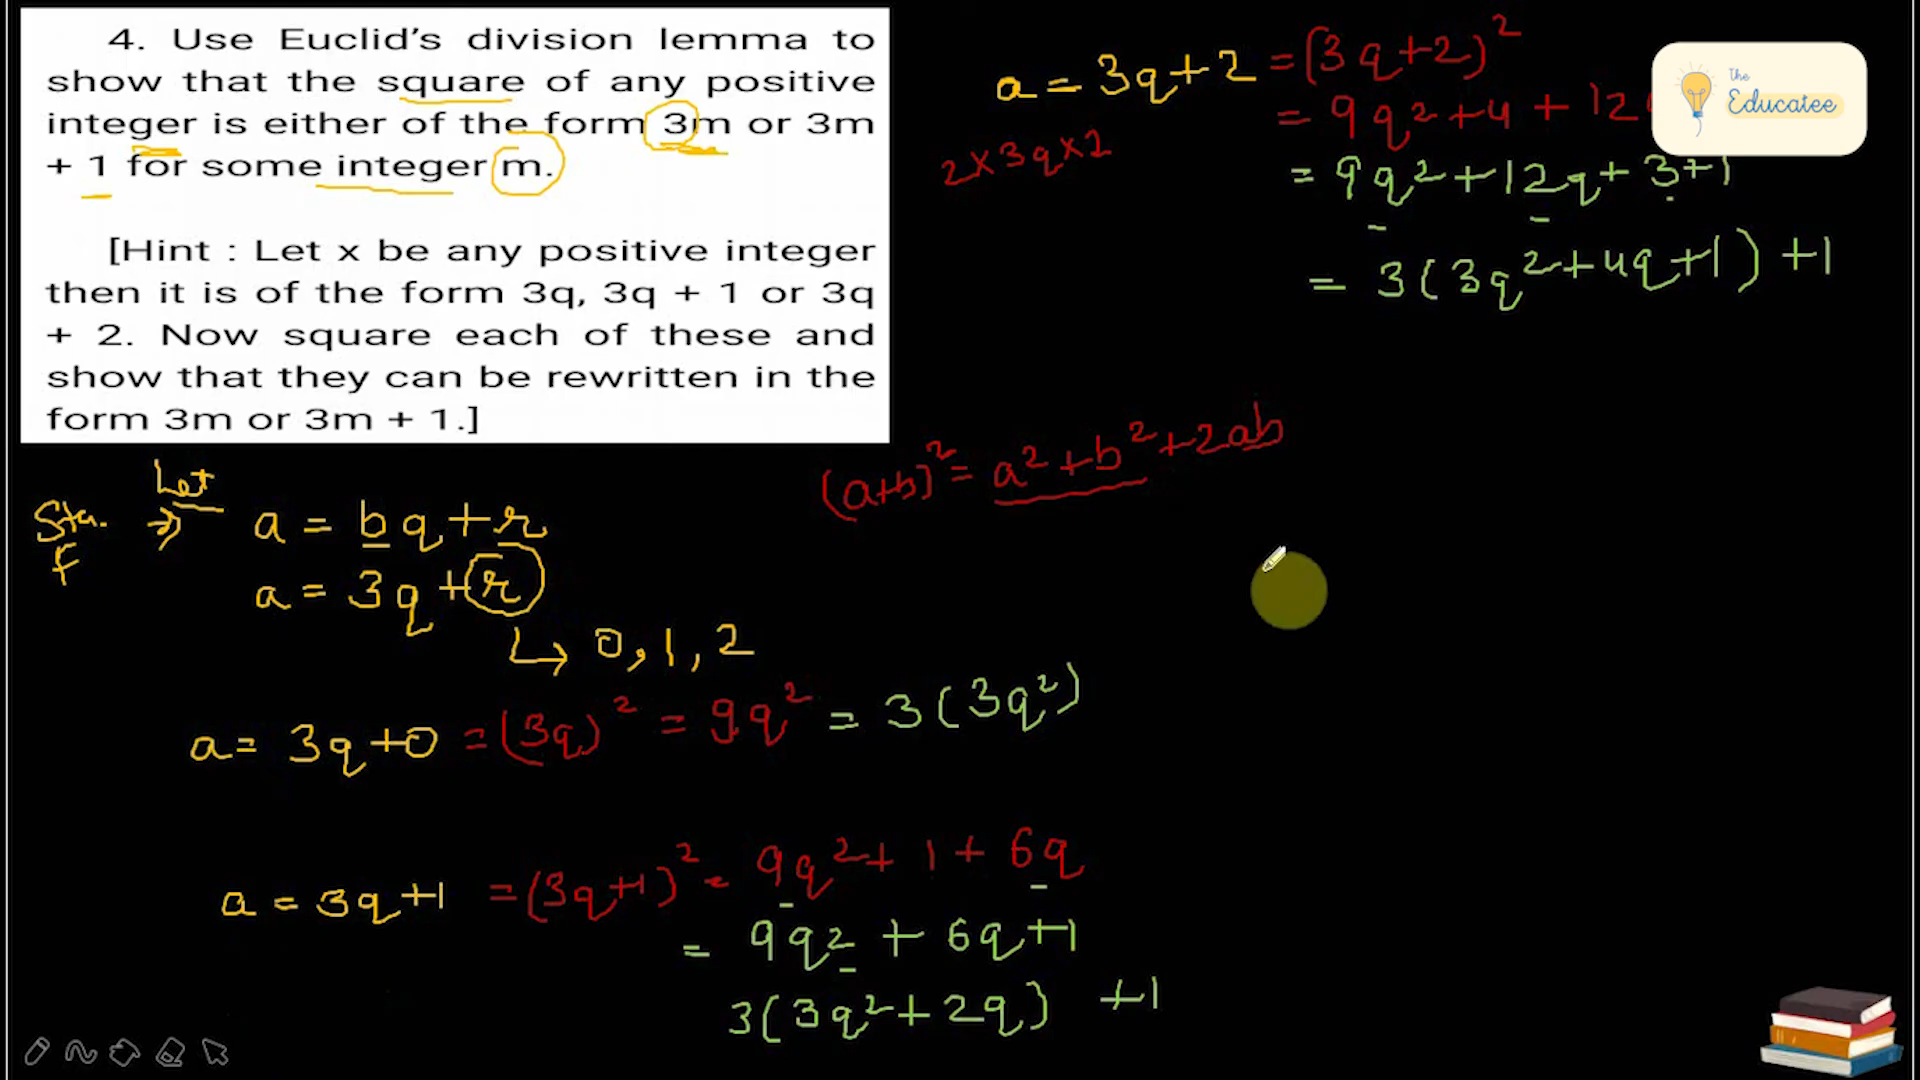 4. Use Euclid's division lemma to
show that the square of any positive
integer is either of the form 3m or 3m
+ 1 for some integer m.
[Hint : Let x be any positive integer
then it is of the form 3q, 3q + 1 or 3q
+ 2. Now square each of these and
show that they can be rewritten in the
form 3m or 3m + 1.]
a = 3q+2 = (3q+2)²
= 9q²+4 + 12
2×3q×2
= 9q²+12q+3+1
= 3(3q²+4q+1)+1
The
Educatee
(a+b)² = a²+b²+2ab
Let
Sta. ⇒ a = bq+r
F
a = 3q+r
↳ 0,1,2
a = 3q+0 = (3q)² = 9q² = 3(3q²)
a = 3q+1 = (3q+1)² = 9q²+1+6q
= 9q²+6q+1
3(3q²+2q) +1